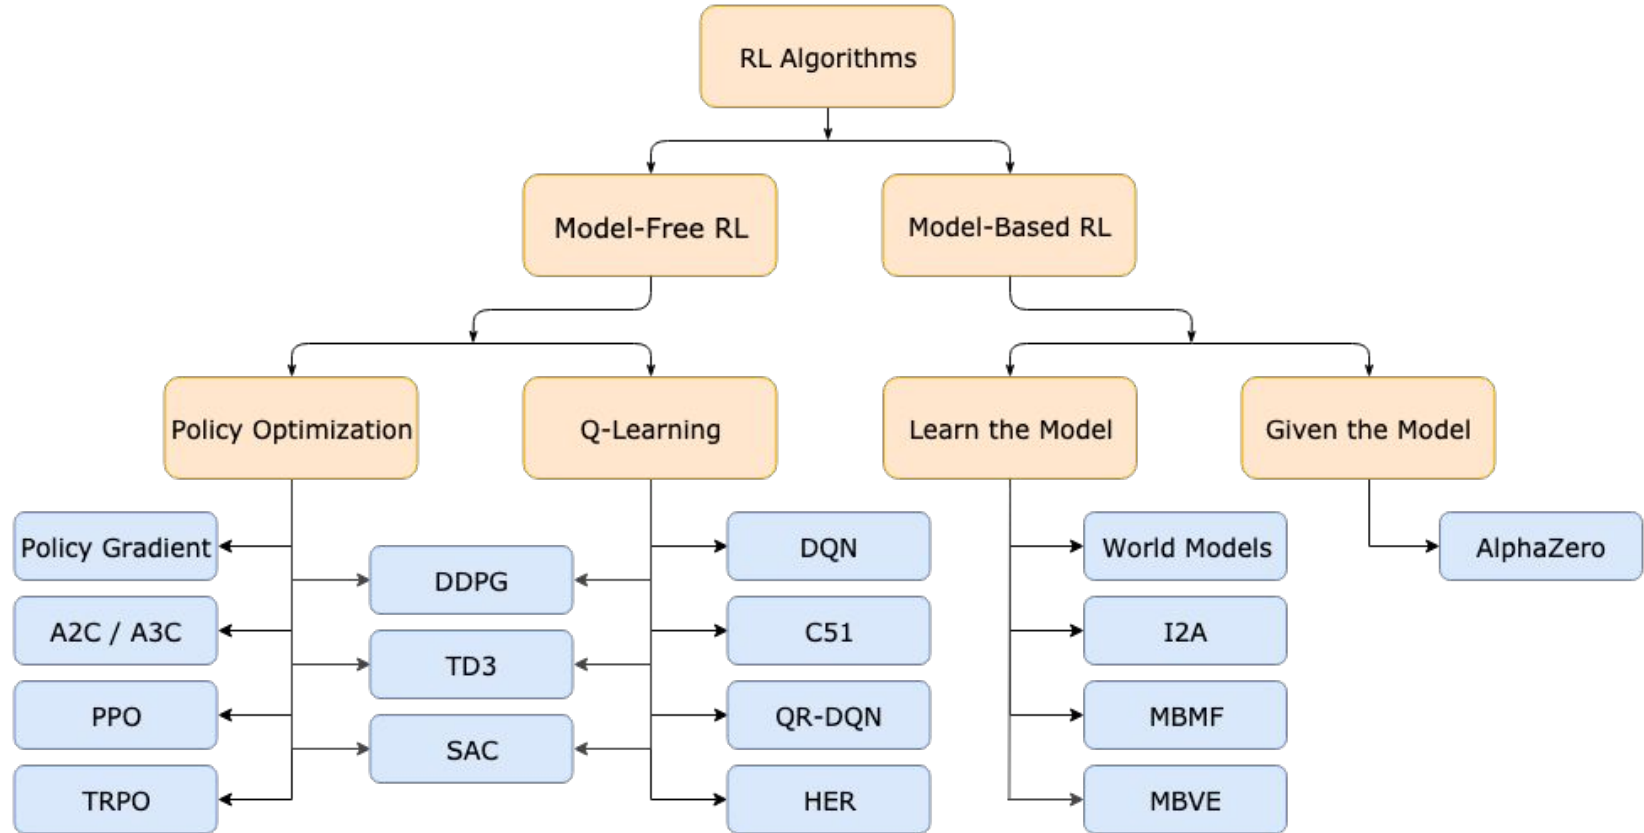 RL Algorithms
Model-Free RL
Model-Based RL
Policy Optimization
Q-Learning
Learn the Model
Given the Model
Policy Gradient
DDPG
DQN
World Models
AlphaZero
A2C / A3C
TD3
C51
I2A
PPO
SAC
QR-DQN
MBMF
TRPO
HER
MBVE